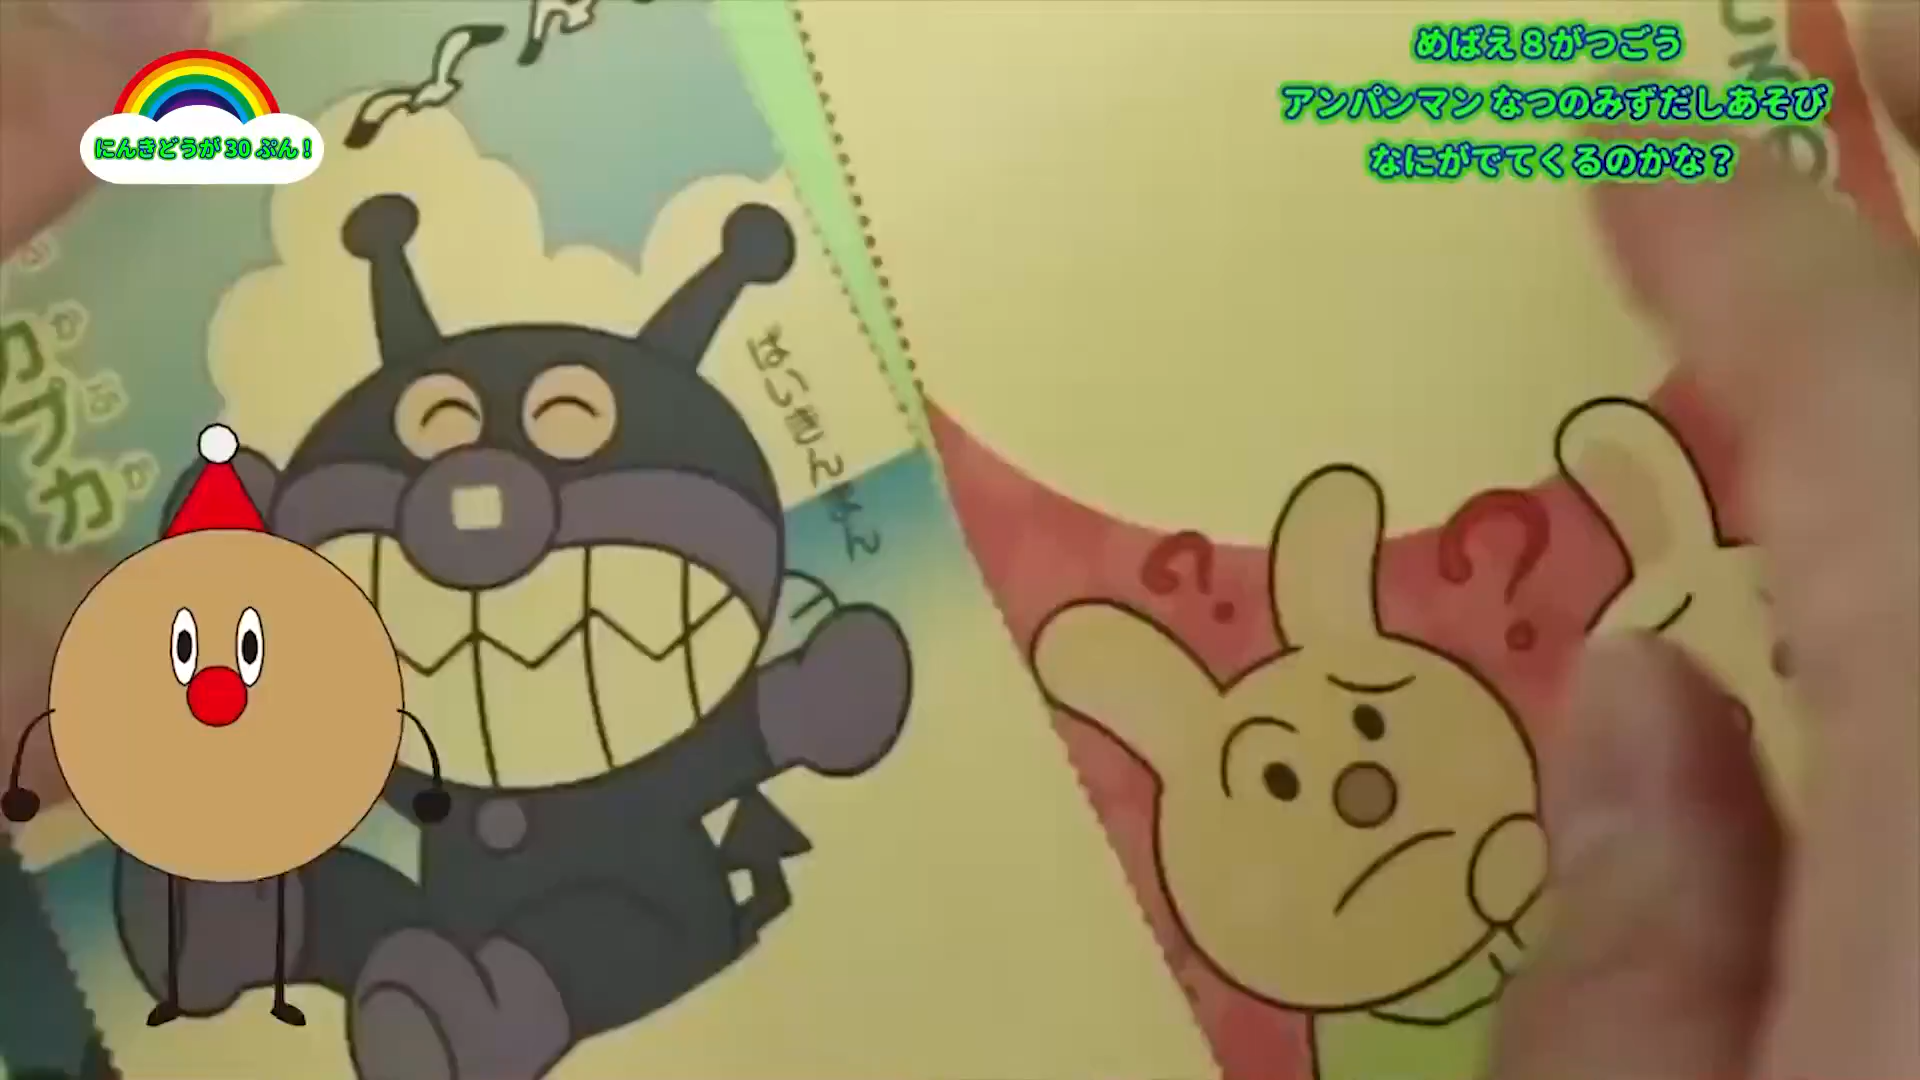 にんきどうが 30 ぷん！
めばえ８がつごう
アンパンマン なつのみずだしあそび
なにがでてくるのかな？
ばいきんまん
カプカ